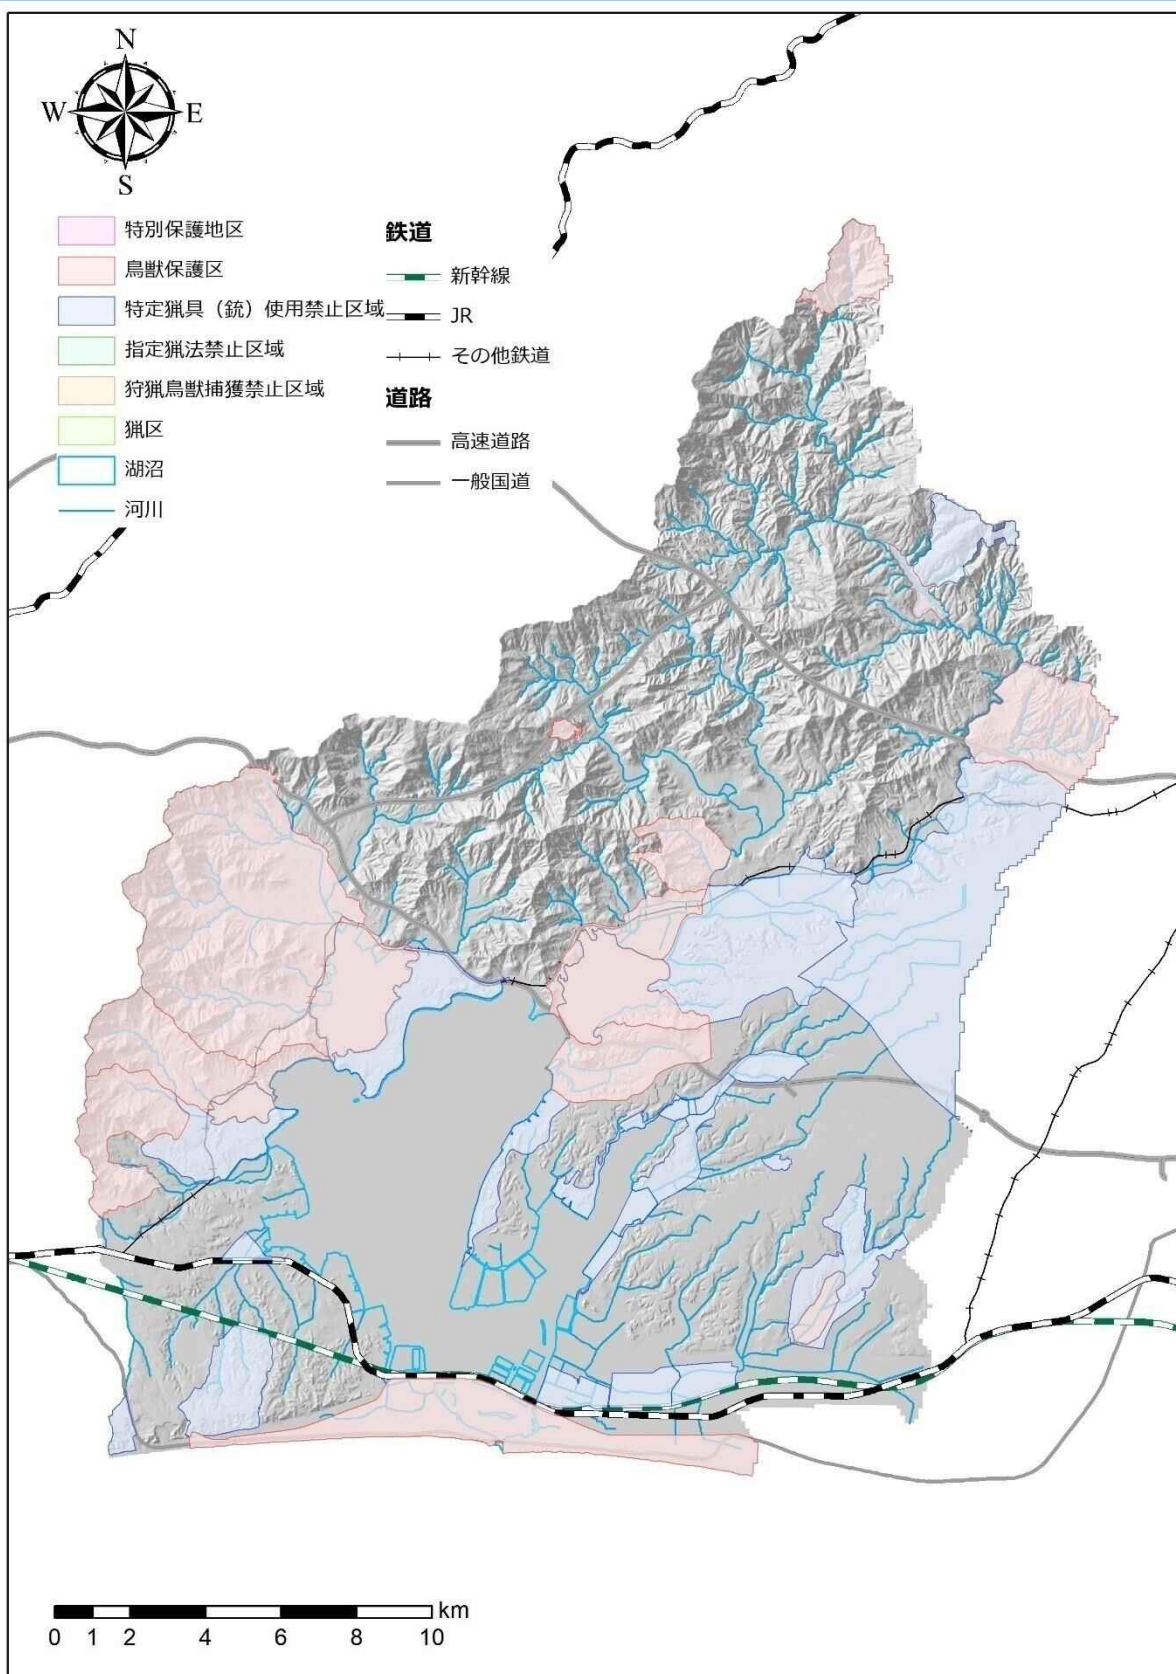 N
W E
S
特別保護地区
鳥獣保護区
特定猟具（銃）使用禁止区域
指定猟法禁止区域
狩猟鳥獣捕獲禁止区域
猟区
湖沼
河川
鉄道
新幹線
JR
その他鉄道
道路
高速道路
一般国道
km
0 1 2 4 6 8 10